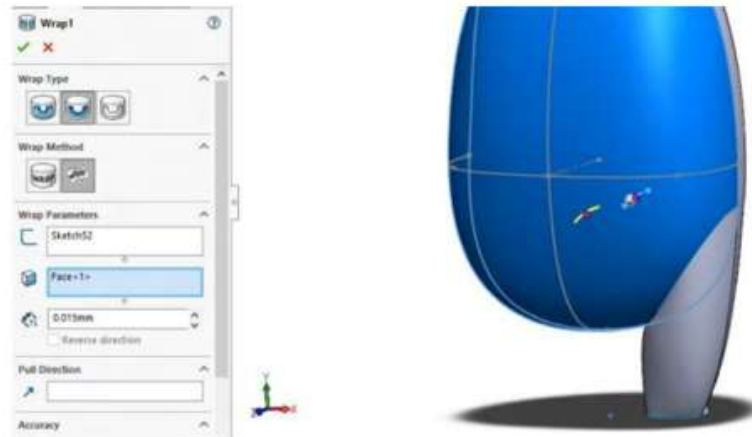 Wrap1
Wrap Type
Wrap Method
Wrap Parameters
Sketch52
Face<1>
0.015mm
Reverse direction
Pull Direction
Accuracy
Y
Z
X